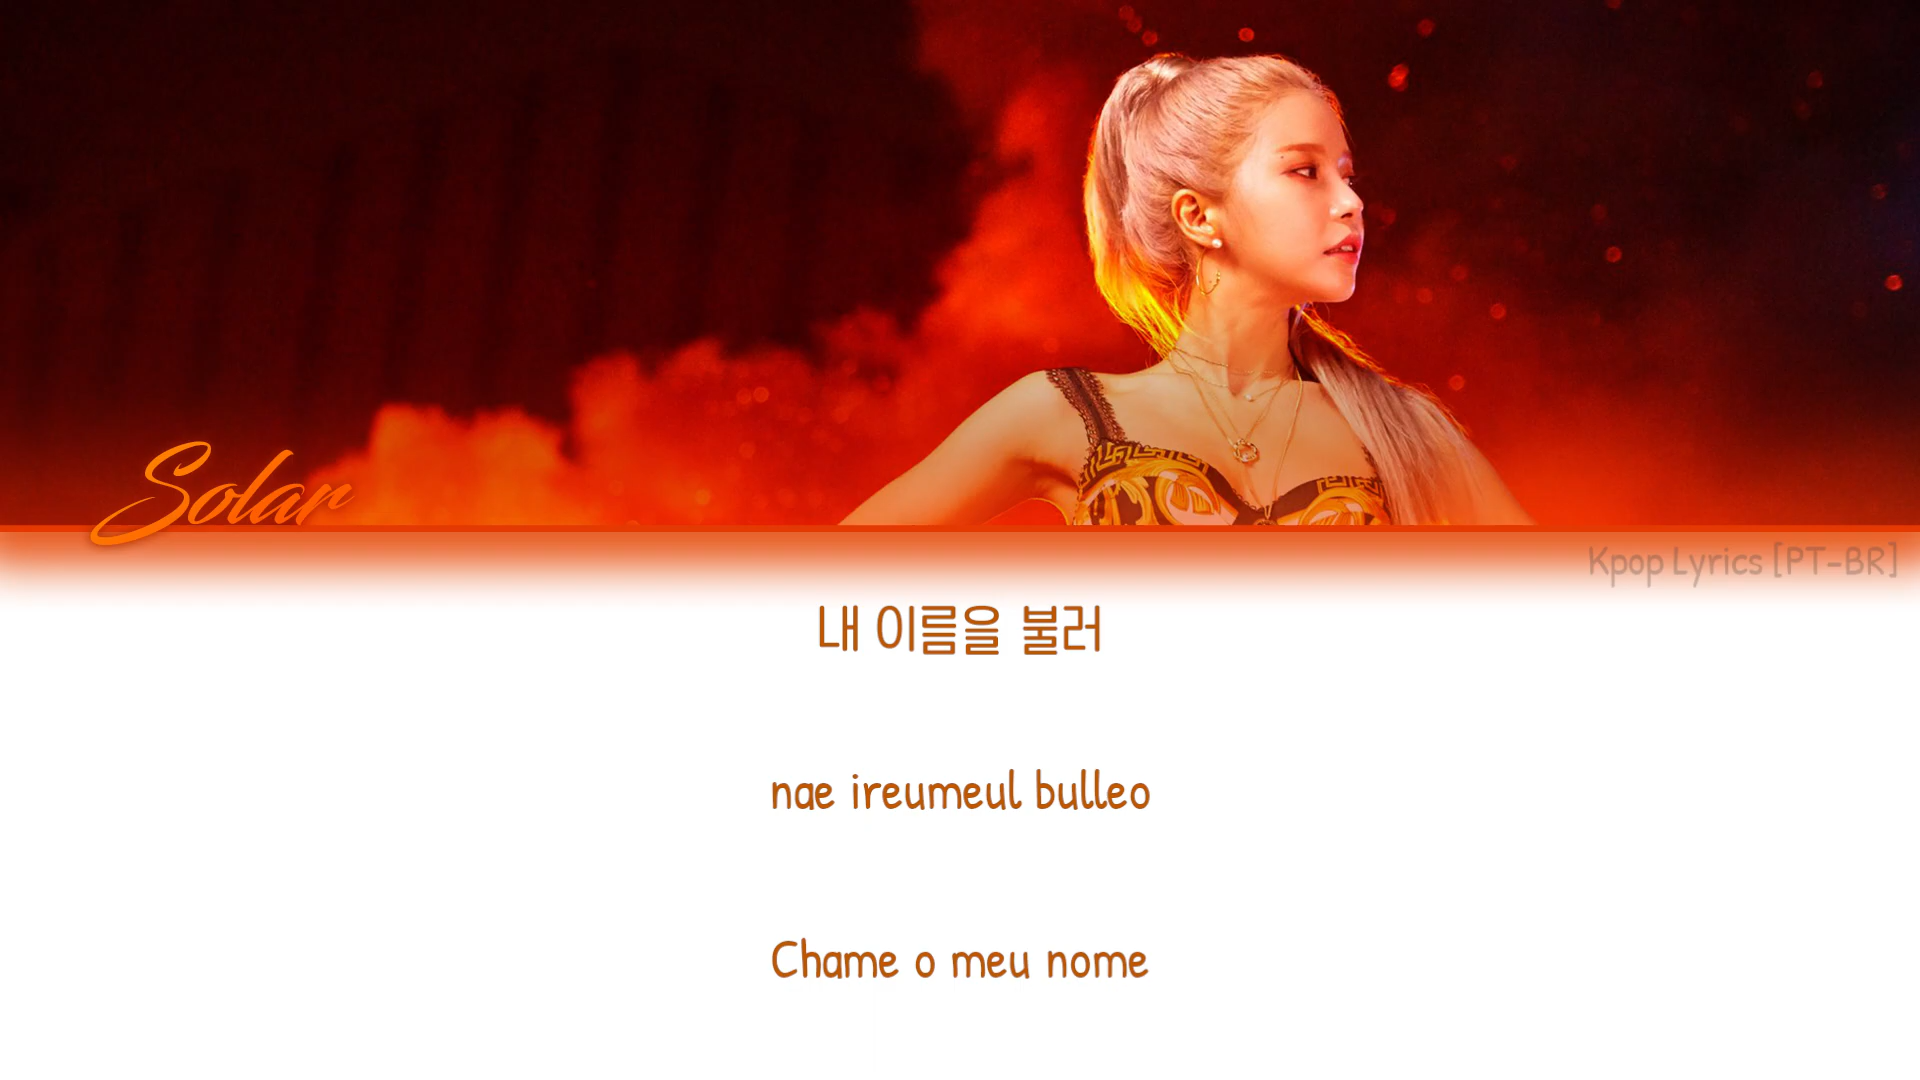 Solar
Kpop Lyrics [PT-BR]
내 이름을 불러
nae ireumeul bulleo
Chame o meu nome